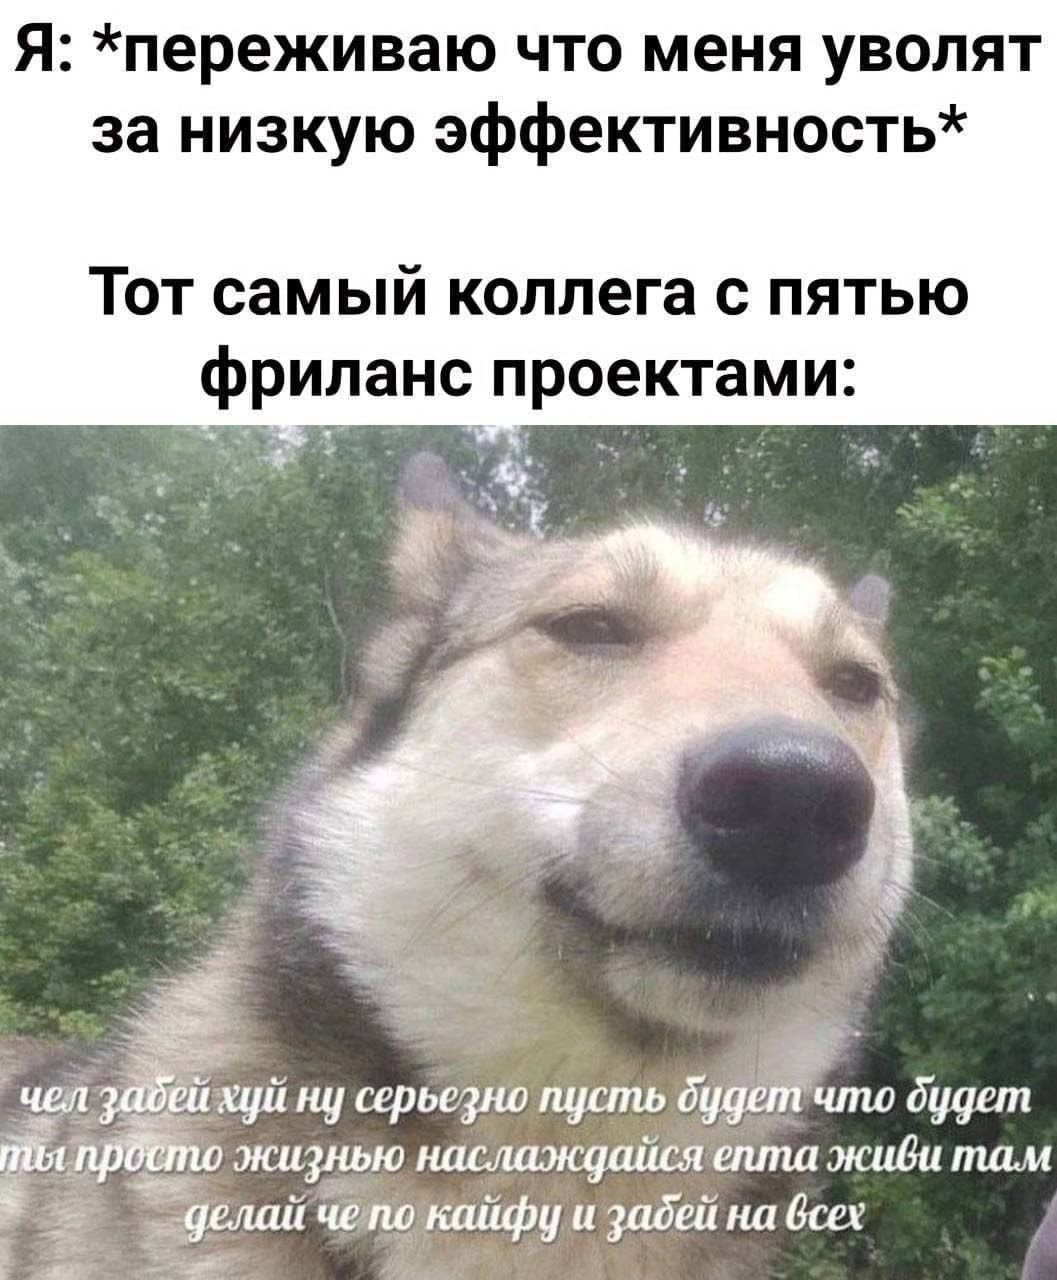 Я: *переживаю что меня уволят
за низкую эффективность*
Тот самый коллега с пятью
фриланс проектами:
чел забей хуй ну серьезно пусть будет что будет
ты просто жизнью наслаждайся епта живи там
делай че по кайфу и забей на всех